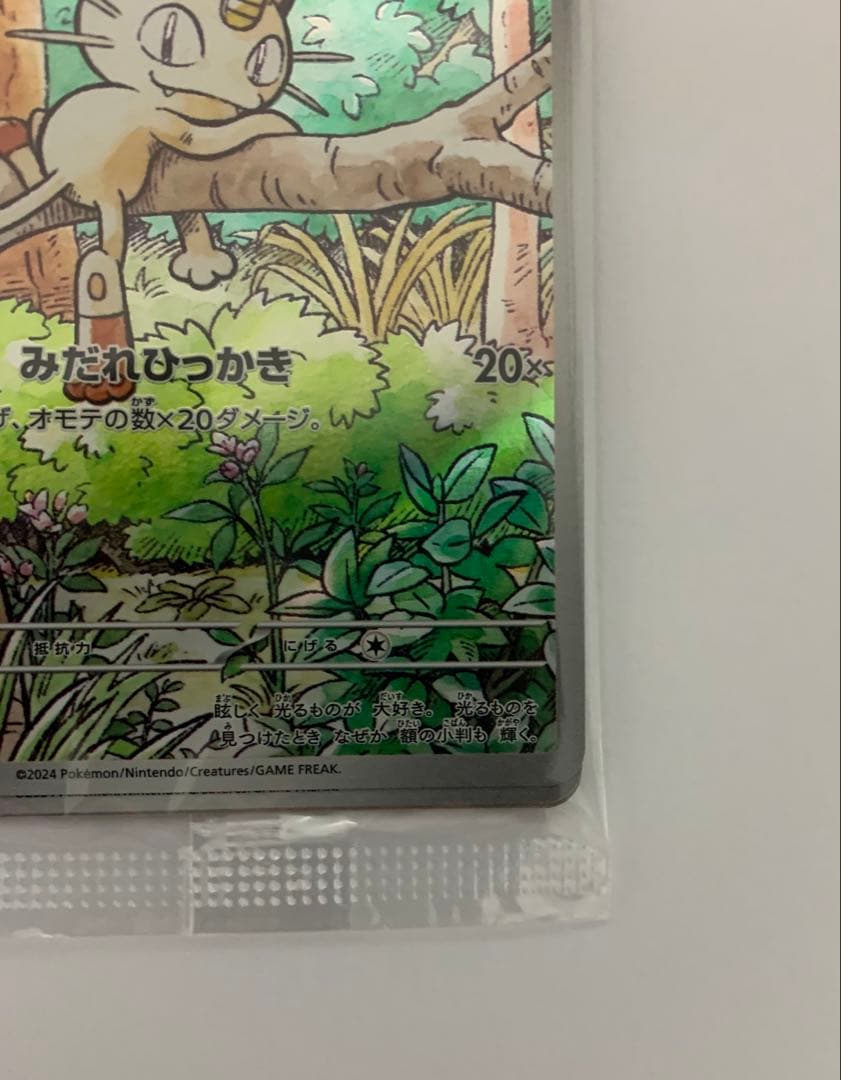 みだれひっかき 20×
、オモテの数×20ダメージ。
抵抗力 にげる
眩しく 光るものが 大好き。 光るものを
見つけたとき なぜか 額の小判も 輝く。
©2024 Pokémon/Nintendo/Creatures/GAME FREAK.